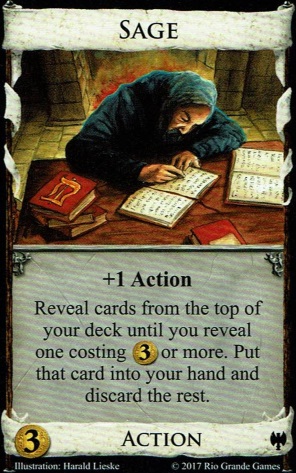 SAGE
+1 Action
Reveal cards from the top of
your deck until you reveal
one costing 3 or more. Put
that card into your hand and
discard the rest.
3
ACTION
Illustration: Harald Lieske
© 2017 Rio Grande Games